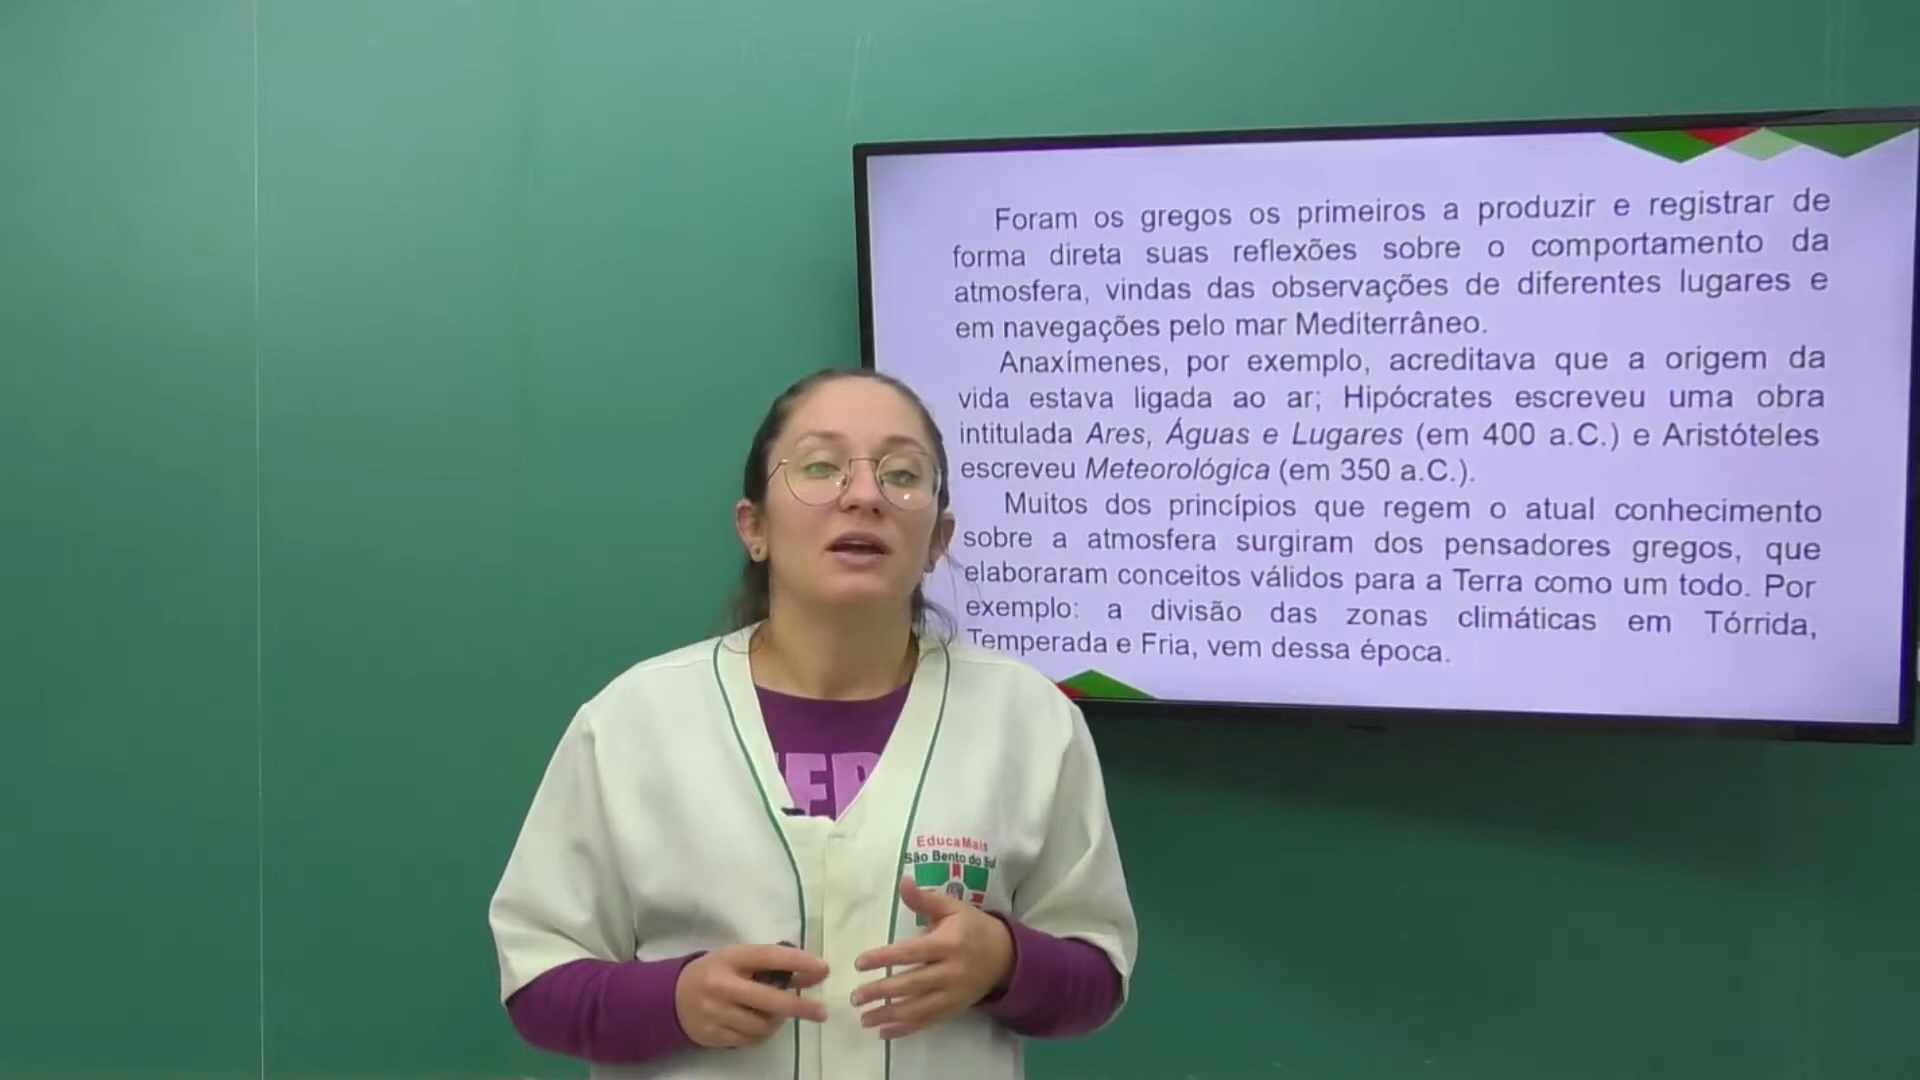 Foram os gregos os primeiros a produzir e registrar de
forma direta suas reflexões sobre o comportamento da
atmosfera, vindas das observações de diferentes lugares e
em navegações pelo mar Mediterrâneo.
Anaxímenes, por exemplo, acreditava que a origem da
vida estava ligada ao ar; Hipócrates escreveu uma obra
intitulada Ares, Águas e Lugares (em 400 a.C.) e Aristóteles
escreveu Meteorológica (em 350 a.C.).
Muitos dos princípios que regem o atual conhecimento
sobre a atmosfera surgiram dos pensadores gregos, que
elaboraram conceitos válidos para a Terra como um todo. Por
exemplo: a divisão das zonas climáticas em Tórrida,
Temperada e Fria, vem dessa época.
EducaMais
São Bento do Sul